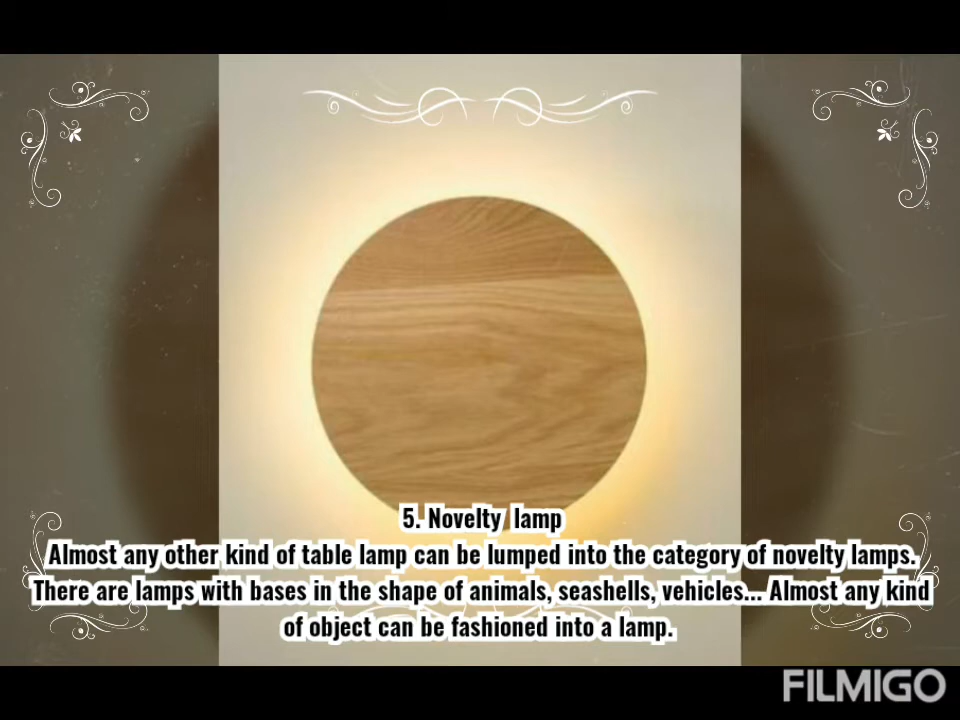 5. Novelty lamp
Almost any other kind of table lamp can be lumped into the category of novelty lamps.
There are lamps with bases in the shape of animals, seashells, vehicles... Almost any kind
of object can be fashioned into a lamp.
FILMIGO